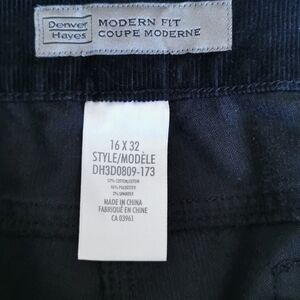 Denver
Hayes
MODERN FIT
COUPE MODERNE
16 X 32
STYLE/MODÈLE
DH3D0809-173
MADE IN CHINA
FABRIQUÉ EN CHINE
CA 03961